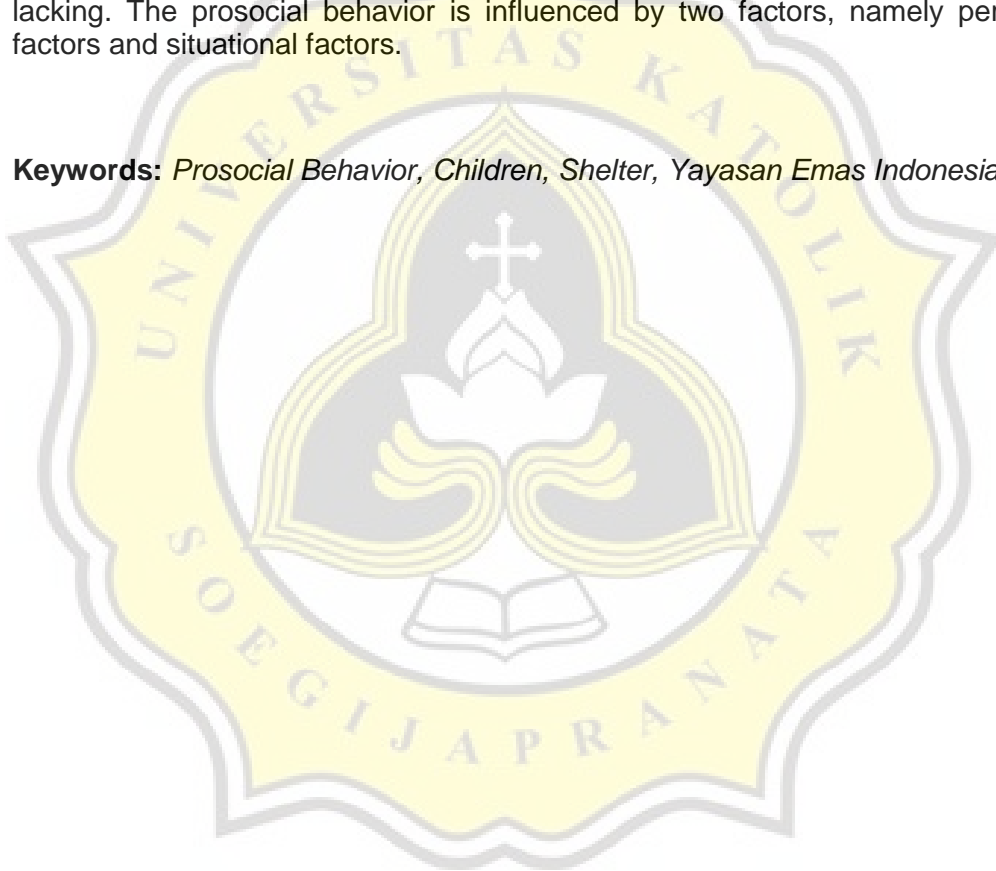 lacking. The prosocial behavior is influenced by two factors, namely per
factors and situational factors.
Keywords: Prosocial Behavior, Children, Shelter, Yayasan Emas Indonesia
UNIVERSITAS KATOLIK
SOEGIJAPRANATA